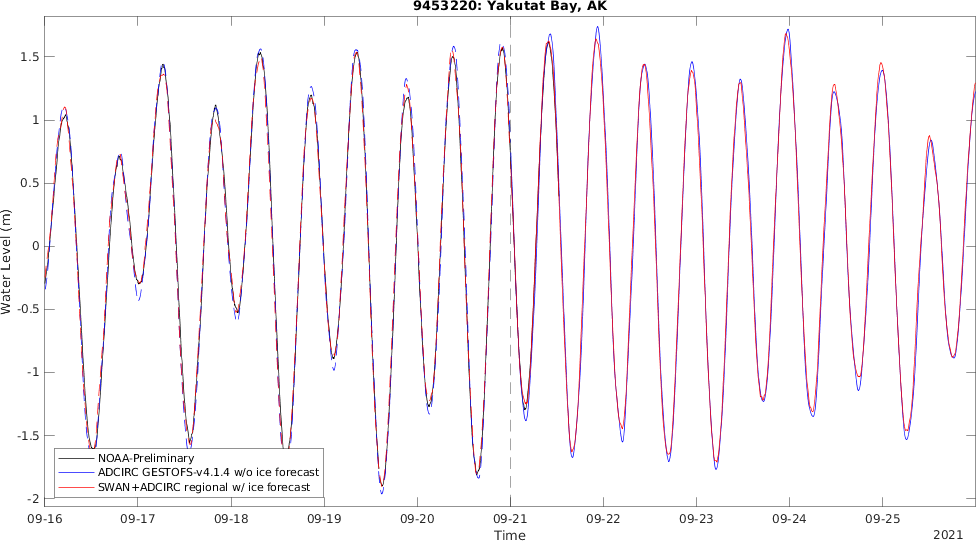 9453220: Yakutat Bay, AK
Water Level (m)
1.5
1
0.5
0
-0.5
-1
-1.5
-2
NOAA-Preliminary
ADCIRC GESTOFS-v4.1.4 w/o ice forecast
SWAN+ADCIRC regional w/ ice forecast
09-16 09-17 09-18 09-19 09-20 09-21 09-22 09-23 09-24 09-25
Time
2021